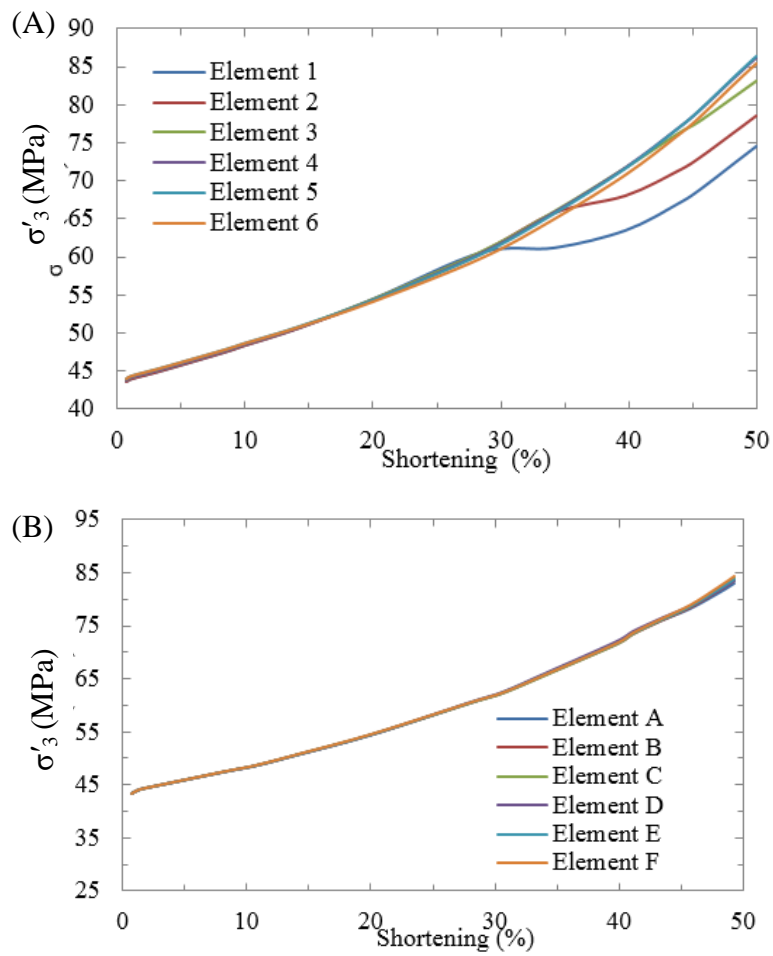 (A)
90
85
80
75
70
65
60
55
50
45
40
σ′3 (MPa)
σ
Element 1
Element 2
Element 3
Element 4
Element 5
Element 6
0 10 20 30 40 50
Shortening (%)
(B)
95
85
75
65
55
45
35
25
σ′3 (MPa)
Element A
Element B
Element C
Element D
Element E
Element F
0 10 20 30 40 50
Shortening (%)